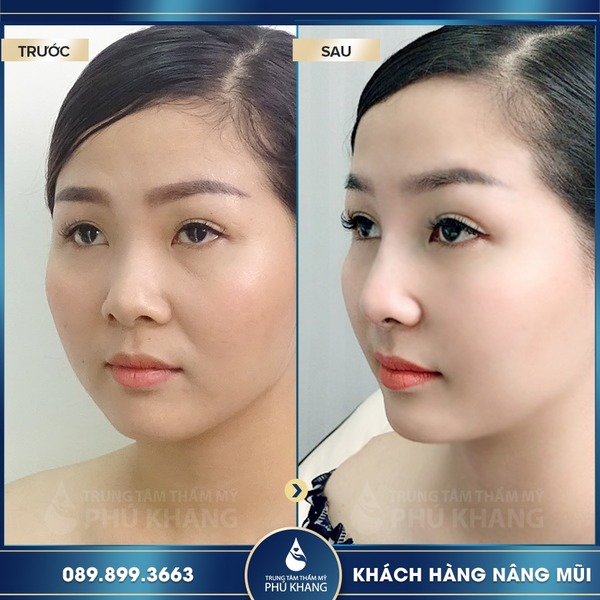 TRƯỚC
SAU
TRUNG TÂM THẨM MỸ
PHÚ KHANG
TRUNG TÂM THẨM MỸ
PHÚ KHANG
089.899.3663
TRUNG TÂM THẨM MỸ
PHÚ KHANG
KHÁCH HÀNG NÂNG MŨI